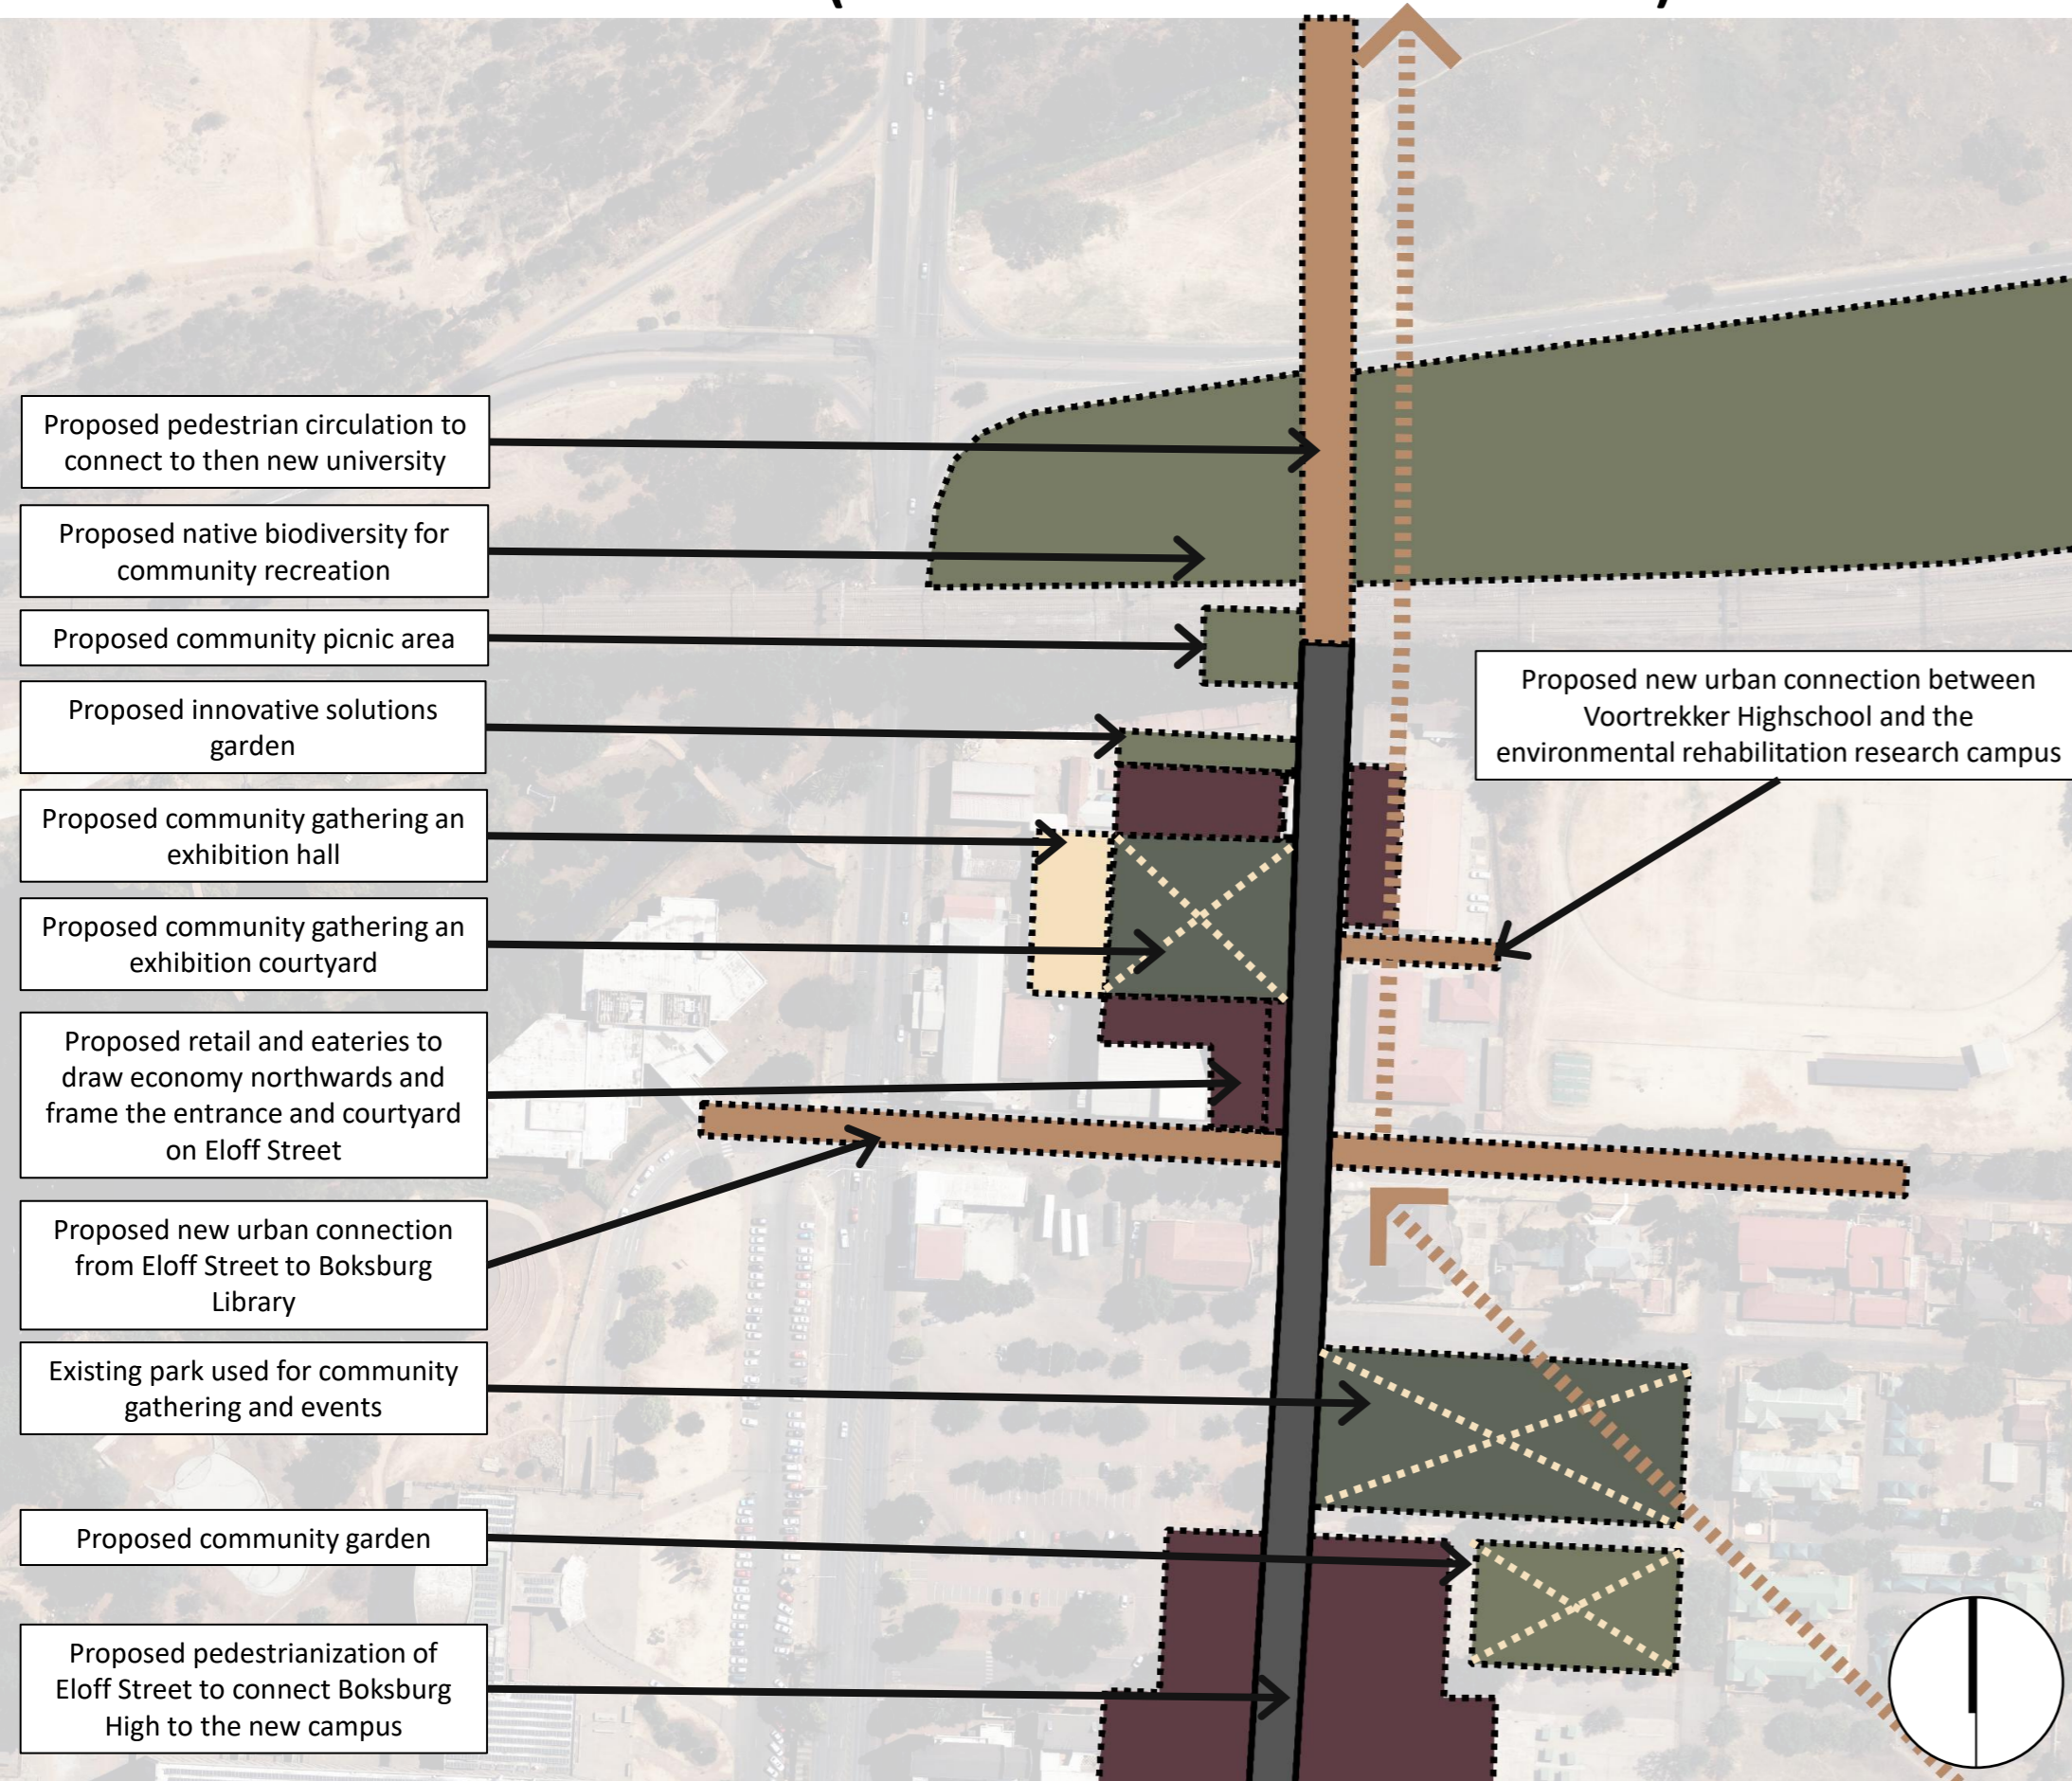 Proposed pedestrian circulation to
connect to then new university
Proposed native biodiversity for
community recreation
Proposed community picnic area
Proposed innovative solutions
garden
Proposed community gathering an
exhibition hall
Proposed community gathering an
exhibition courtyard
Proposed retail and eateries to
draw economy northwards and
frame the entrance and courtyard
on Eloff Street
Proposed new urban connection
from Eloff Street to Boksburg
Library
Existing park used for community
gathering and events
Proposed community garden
Proposed pedestrianization of
Eloff Street to connect Boksburg
High to the new campus
Proposed new urban connection between
Voortrekker Highschool and the
environmental rehabilitation research campus